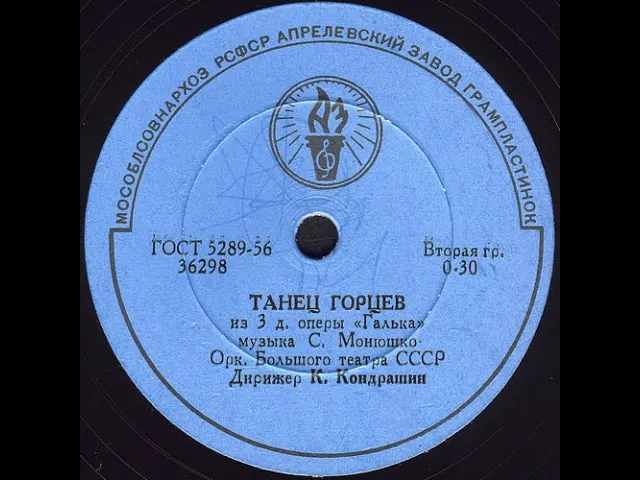 МОСОБЛСОВНАРХОЗ РСФСР АПРЕЛЕВСКИЙ ЗАВОД ГРАМПЛАСТИНОК
АЗ
ГОСТ 5289-56
36298
Вторая гр.
0-30
ТАНЕЦ ГОРЦЕВ
из 3 д. оперы «Галька»
музыка С. Монюшко
Орк. Большого театра СССР
Дирижер К. Кондрашин